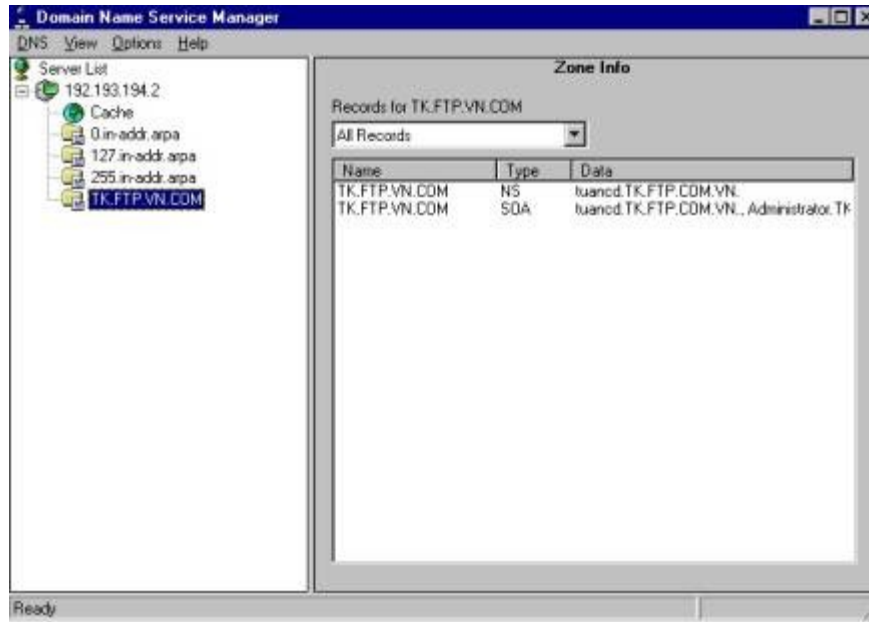 Domain Name Service Manager
DNS View Options Help
Server List
192.193.194.2
Cache
0.in-addr.arpa
127.in-addr.arpa
255.in-addr.arpa
TK.FTP.VN.COM
Zone Info
Records for TK.FTP.VN.COM
All Records
Name Type Data
TK.FTP.VN.COM NS tuancd.TK.FTP.COM.VN.
TK.FTP.VN.COM SOA tuancd.TK.FTP.COM.VN., Administrator.TK
Ready